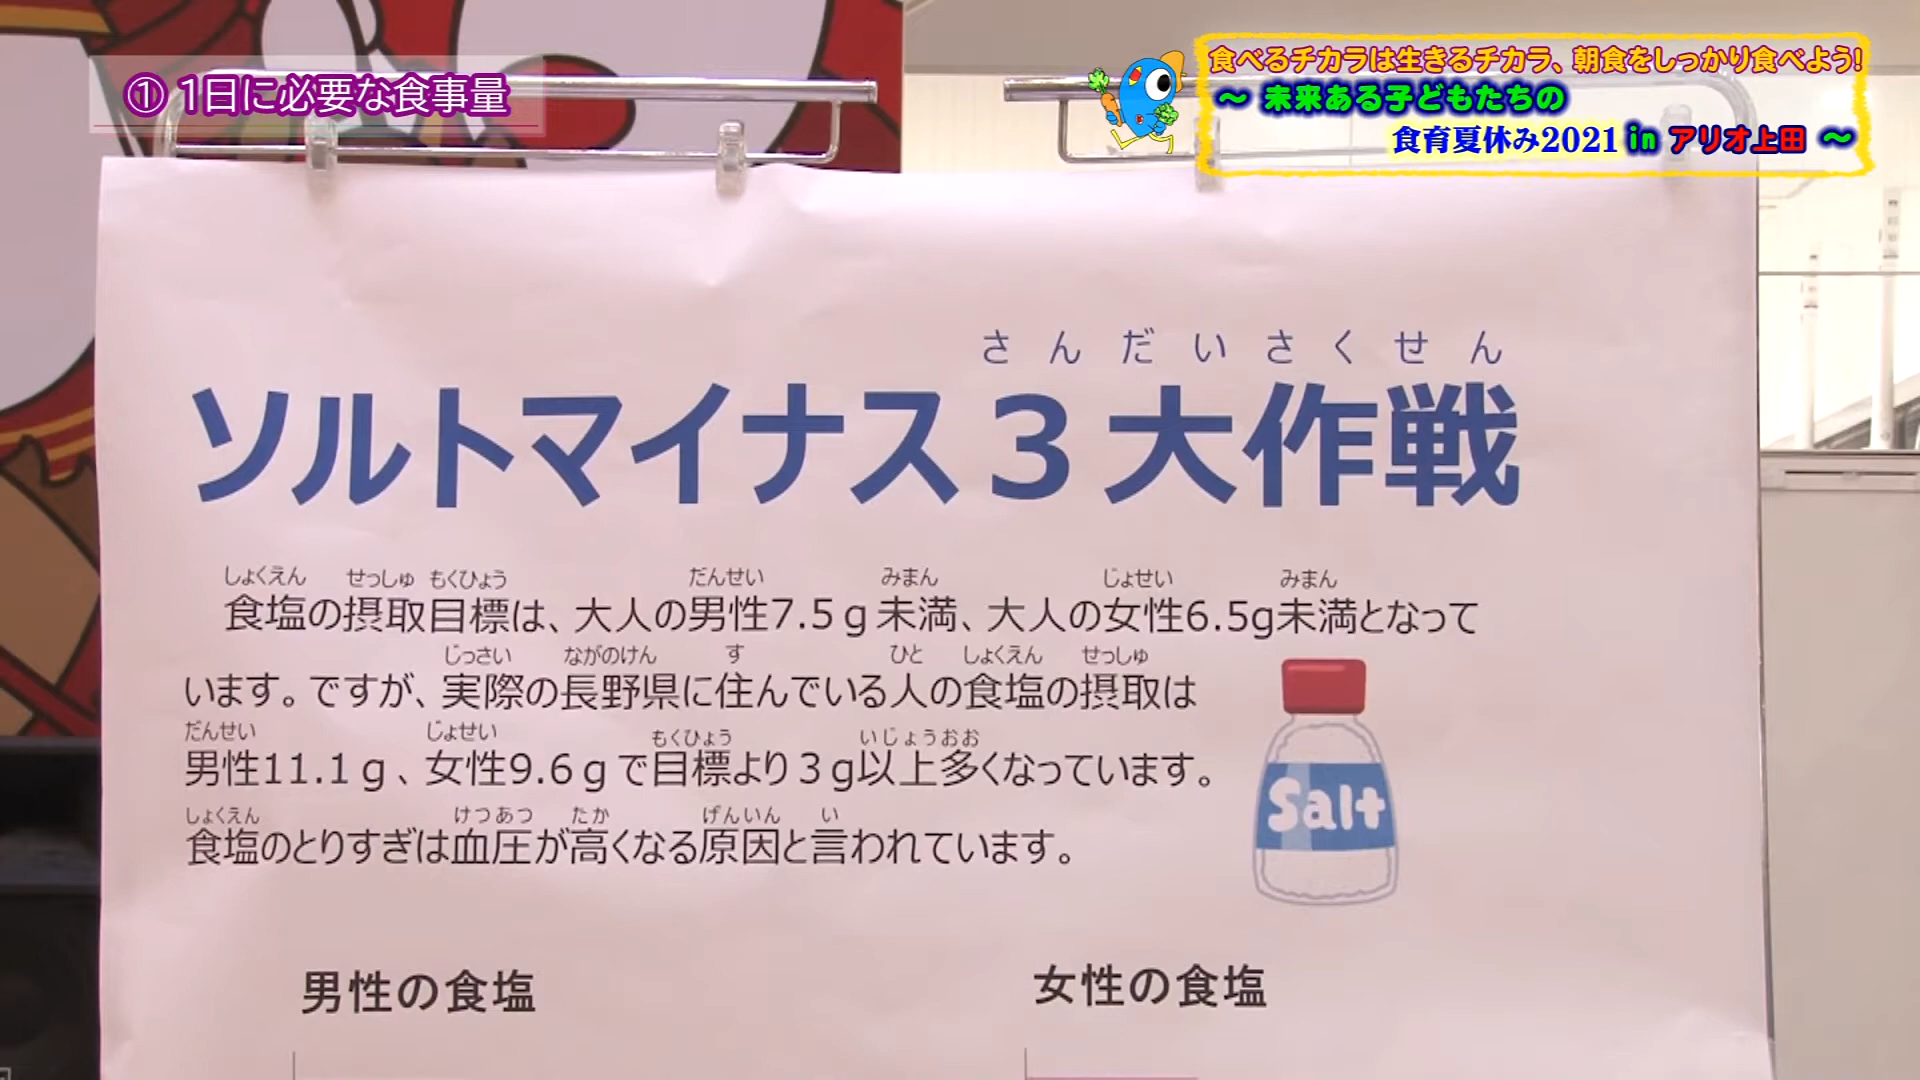 ① 1日に必要な食事量
食べるチカラは生きるチカラ、朝食をしっかり食べよう!
～ 未来ある子どもたちの
食育夏休み2021 in アリオ上田 ～
さんだいさくせん
ソルトマイナス3大作戦
しょくえん せっしゅ もくひょう だんせい みまん じょせい みまん
食塩の摂取目標は、大人の男性7.5g未満、大人の女性6.5g未満となって
じっさい ながのけん す ひと しょくえん せっしゅ
います。ですが、実際の長野県に住んでいる人の食塩の摂取は
だんせい じょせい もくひょう いじょうおお
男性11.1g、女性9.6gで目標より3g以上多くなっています。
しょくえん けつあつ たか げんいん い
食塩のとりすぎは血圧が高くなる原因と言われています。
Salt
男性の食塩 女性の食塩